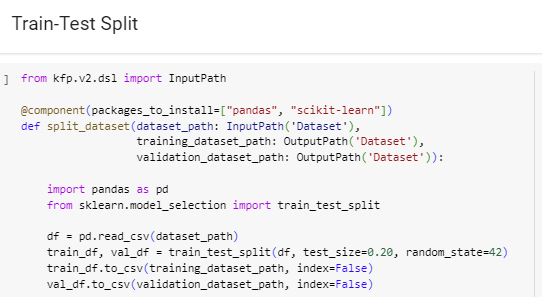 Train-Test Split
] from kfp.v2.dsl import InputPath
@component(packages_to_install=["pandas", "scikit-learn"])
def split_dataset(dataset_path: InputPath('Dataset'),
training_dataset_path: OutputPath('Dataset'),
validation_dataset_path: OutputPath('Dataset')):
import pandas as pd
from sklearn.model_selection import train_test_split
df = pd.read_csv(dataset_path)
train_df, val_df = train_test_split(df, test_size=0.20, random_state=42)
train_df.to_csv(training_dataset_path, index=False)
val_df.to_csv(validation_dataset_path, index=False)